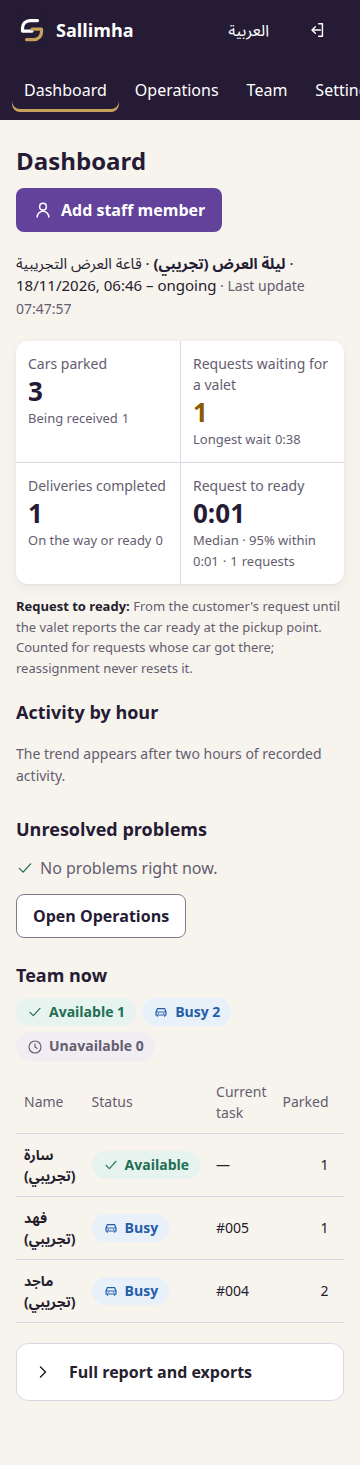 Sallimha
العربية
Dashboard
Operations
Team
Settin
Dashboard
Add staff member
قاعة العرض التجريبية · ليلة العرض (تجريبي) ·
18/11/2026, 06:46 – ongoing · Last update
07:47:57
Cars parked
3
Being received 1
Requests waiting for
a valet
1
Longest wait 0:38
Deliveries completed
1
On the way or ready 0
Request to ready
0:01
Median · 95% within
0:01 · 1 requests
Request to ready: From the customer's request until
the valet reports the car ready at the pickup point.
Counted for requests whose car got there;
reassignment never resets it.
Activity by hour
The trend appears after two hours of recorded
activity.
Unresolved problems
No problems right now.
Open Operations
Team now
Available 1
Busy 2
Unavailable 0
Name
Status
Current
task
Parked
سارة
(تجريبي)
Available
—
1
فهد
(تجريبي)
Busy
#005
1
ماجد
(تجريبي)
Busy
#004
2
Full report and exports